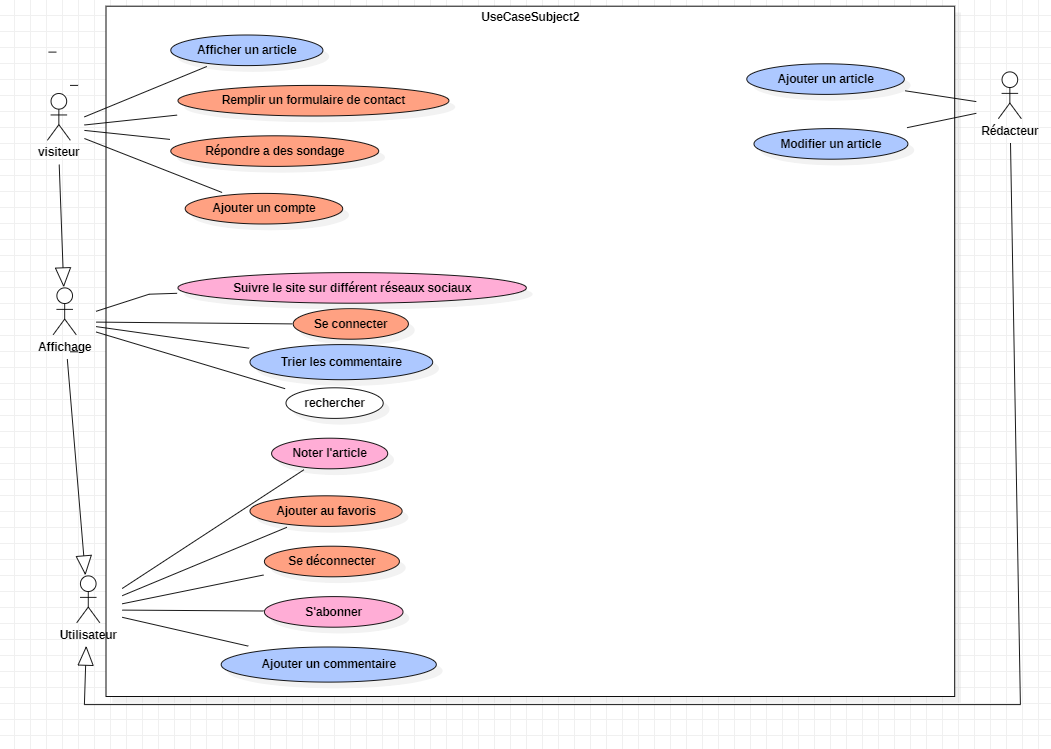 UseCaseSubject2
Afficher un article
Remplir un formulaire de contact
Répondre a des sondage
Ajouter un compte
visiteur
Ajouter un article
Modifier un article
Rédacteur
Suivre le site sur différent réseaux sociaux
Se connecter
Trier les commentaire
rechercher
Affichage
Noter l'article
Ajouter au favoris
Se déconnecter
S'abonner
Ajouter un commentaire
Utilisateur